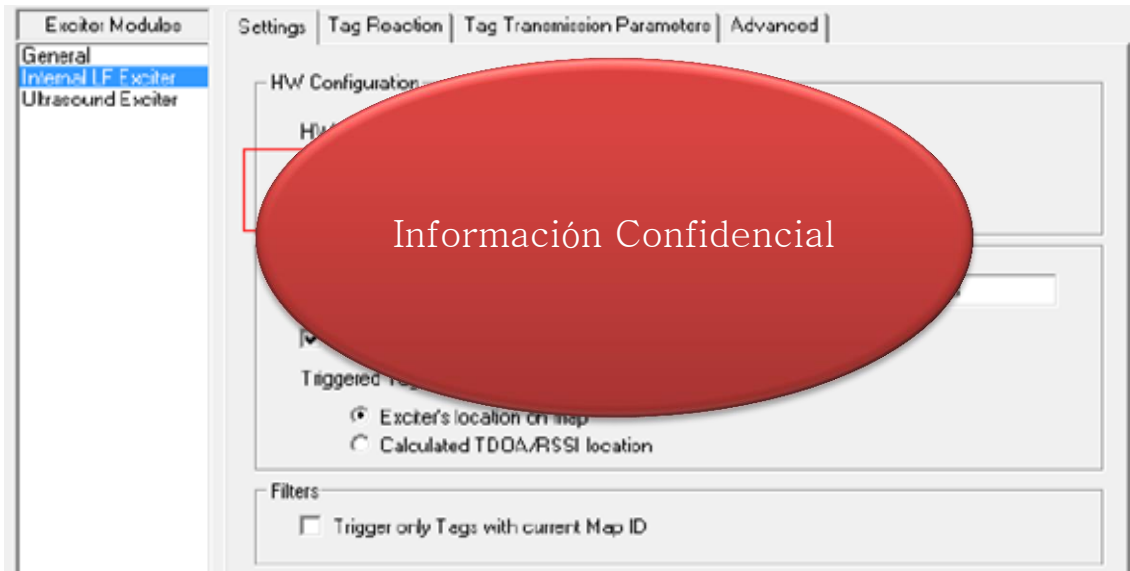 Exciter Modules
Settings
Tag Reaction
Tag Transmission Parameters
Advanced
General
Internal LF Exciter
Ultrasound Exciter
HW Configuration
Información Confidencial
Triggered
Exciter's location on map
Calculated TDOA/RSSI location
Filters
Trigger only Tags with current Map ID